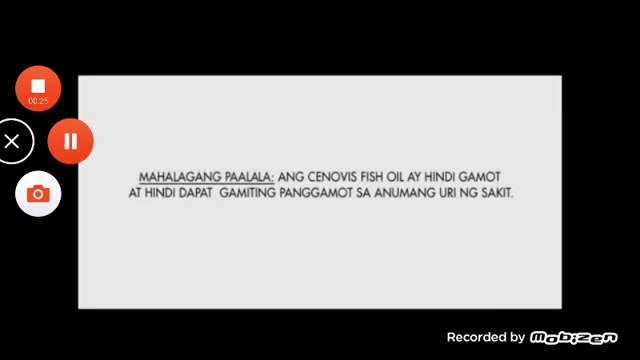 00:25
MAHALAGANG PAALALA: ANG CENOVIS FISH OIL AY HINDI GAMOT
AT HINDI DAPAT GAMITING PANGGAMOT SA ANUMANG URI NG SAKIT.
Recorded by mobizen